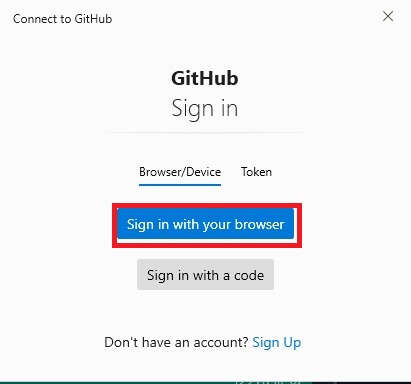 Connect to GitHub
GitHub
Sign in
Browser/Device Token
Sign in with your browser
Sign in with a code
Don't have an account? Sign Up